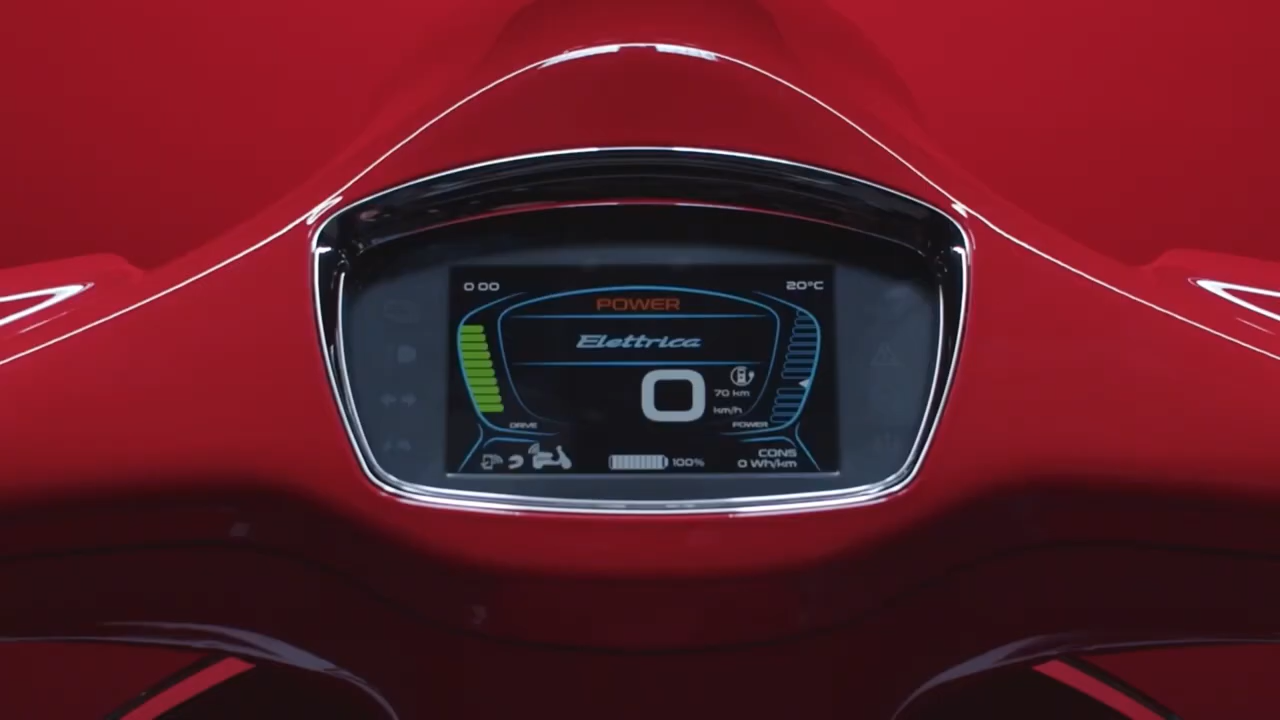 0 00
20°C
POWER
Elettrica
0
70 km
km/h
DRIVE
POWER
100%
CONS
0 Wh/km